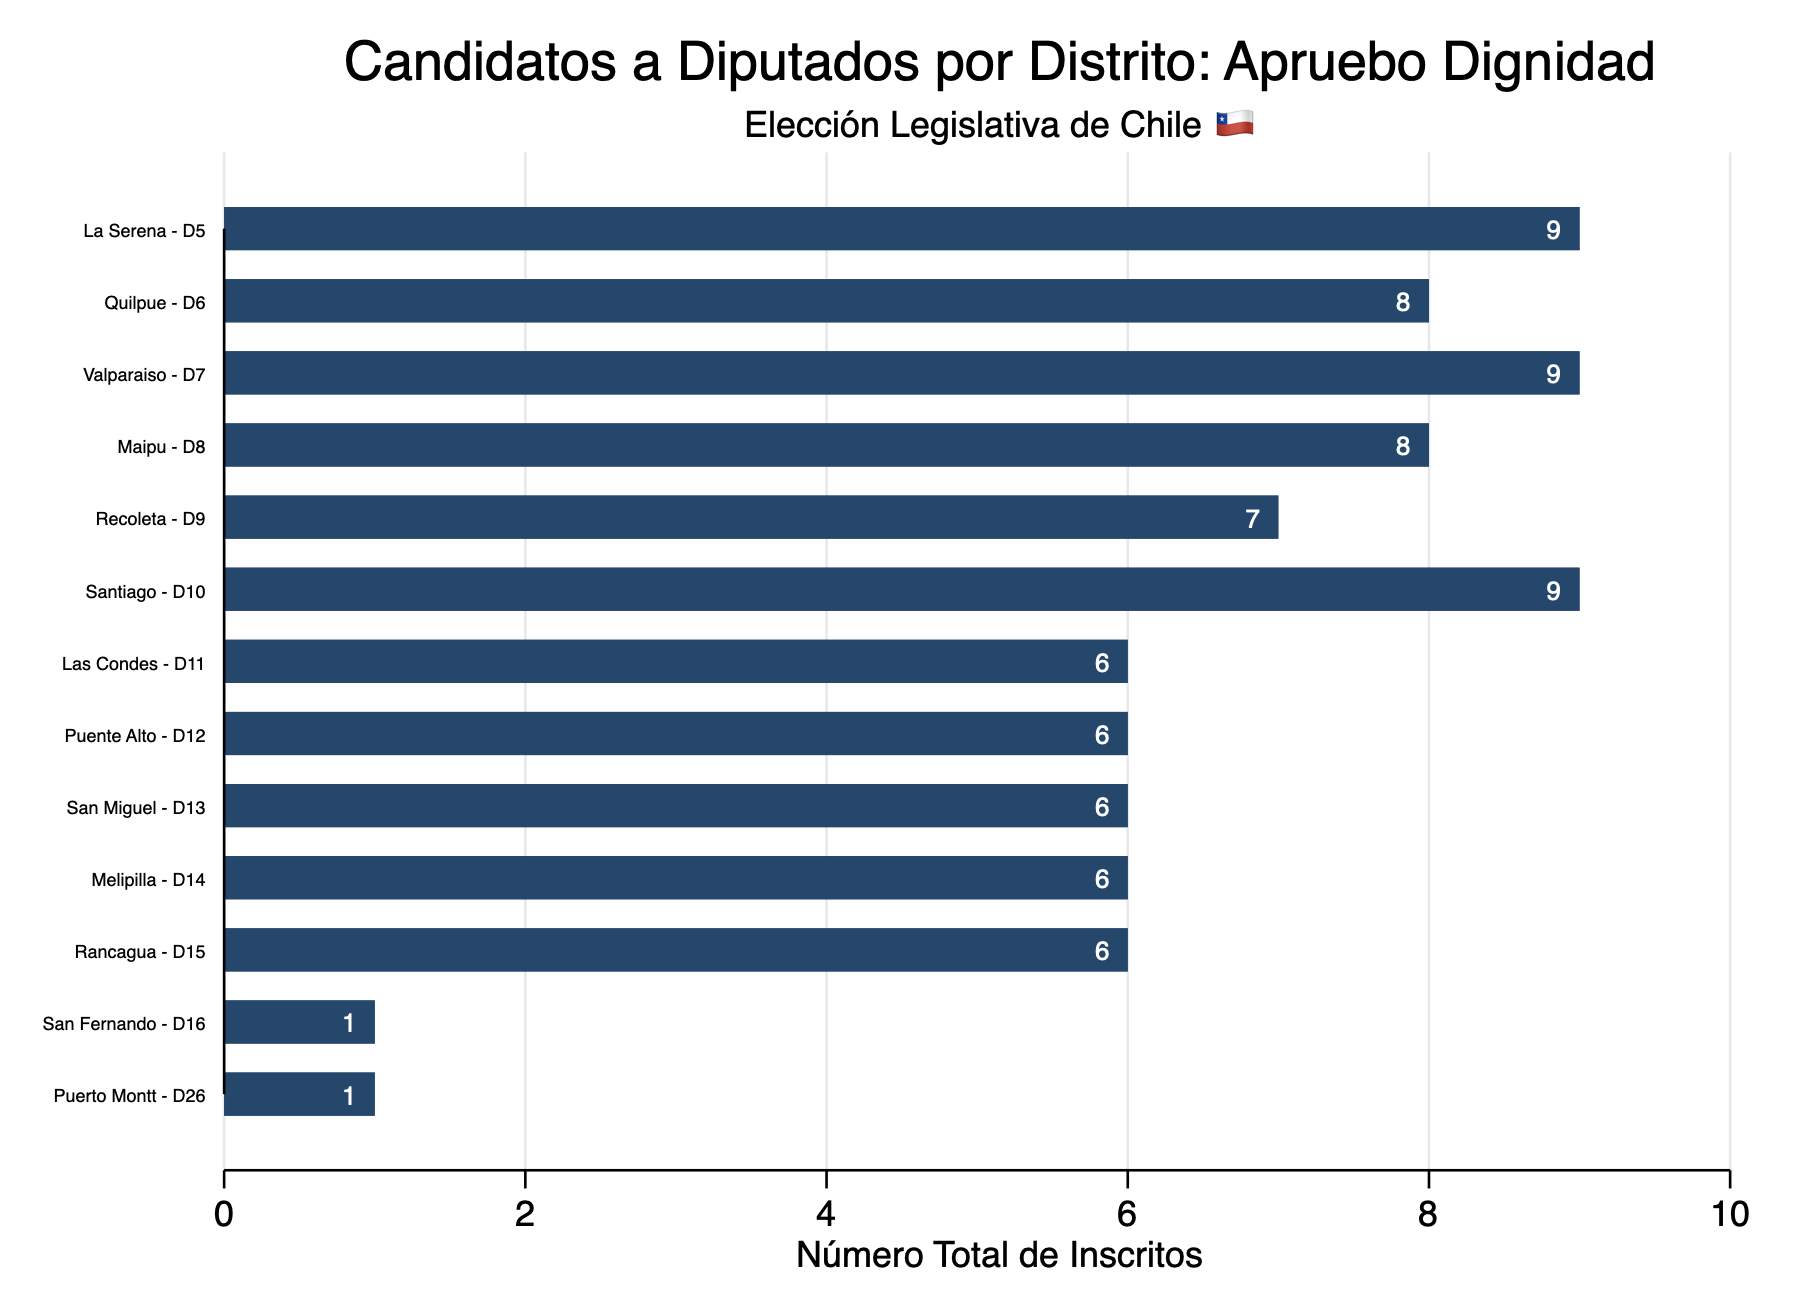 Candidatos a Diputados por Distrito: Apruebo Dignidad
Elección Legislativa de Chile 🇨🇱
La Serena - D5 9
Quilpue - D6 8
Valparaiso - D7 9
Maipu - D8 8
Recoleta - D9 7
Santiago - D10 9
Las Condes - D11 6
Puente Alto - D12 6
San Miguel - D13 6
Melipilla - D14 6
Rancagua - D15 6
San Fernando - D16 1
Puerto Montt - D26 1
0 2 4 6 8 10
Número Total de Inscritos